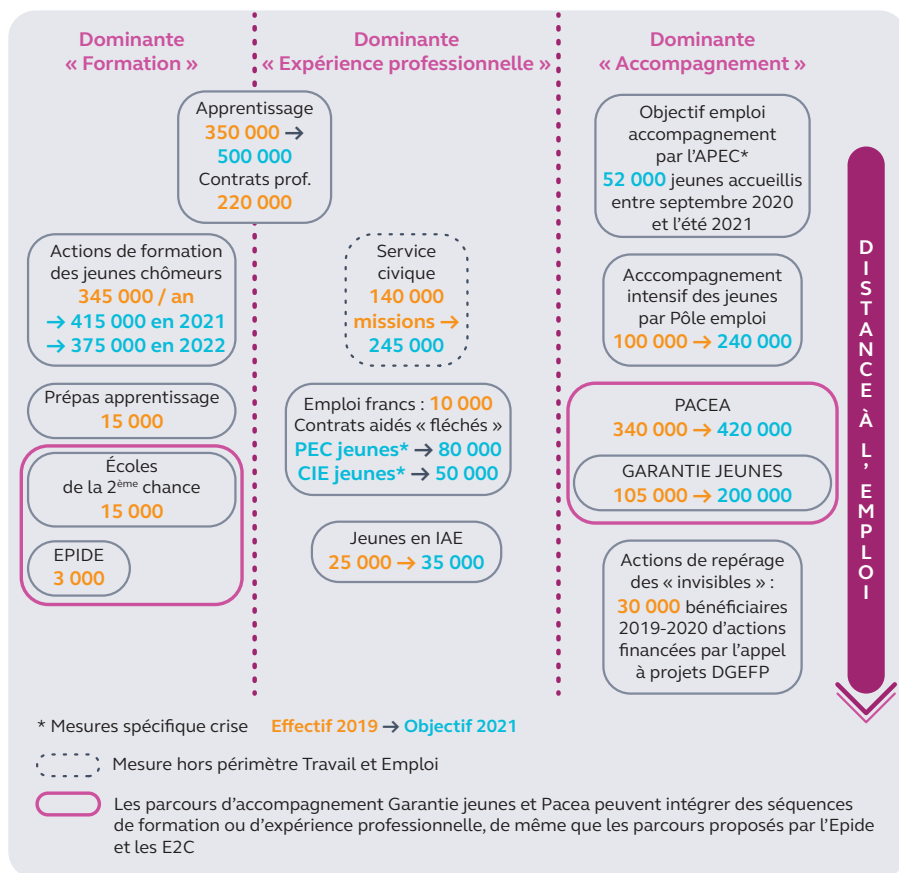 Dominante
« Formation »
Dominante
« Expérience professionnelle »
Dominante
« Accompagnement »
Apprentissage
350 000 →
500 000
Contrats prof.
220 000
Actions de formation
des jeunes chômeurs
345 000 / an
→ 415 000 en 2021
→ 375 000 en 2022
Prépas apprentissage
15 000
Écoles
de la 2ème chance
15 000
EPIDE
3 000
Service
civique
140 000
missions →
245 000
Emploi francs : 10 000
Contrats aidés « fléchés »
PEC jeunes* → 80 000
CIE jeunes* → 50 000
Jeunes en IAE
25 000 → 35 000
Objectif emploi
accompagnement
par l'APEC*
52 000 jeunes accueillis
entre septembre 2020
et l'été 2021
Acccompagnement
intensif des jeunes
par Pôle emploi
100 000 → 240 000
PACEA
340 000 → 420 000
GARANTIE JEUNES
105 000 → 200 000
Actions de repérage
des « invisibles » :
30 000 bénéficiaires
2019-2020 d'actions
financées par l'appel
à projets DGEFP
DISTANCE À L'EMPLOI
* Mesures spécifique crise Effectif 2019 → Objectif 2021
Mesure hors périmètre Travail et Emploi
Les parcours d'accompagnement Garantie jeunes et Pacea peuvent intégrer des séquences
de formation ou d'expérience professionnelle, de même que les parcours proposés par l'Epide
et les E2C